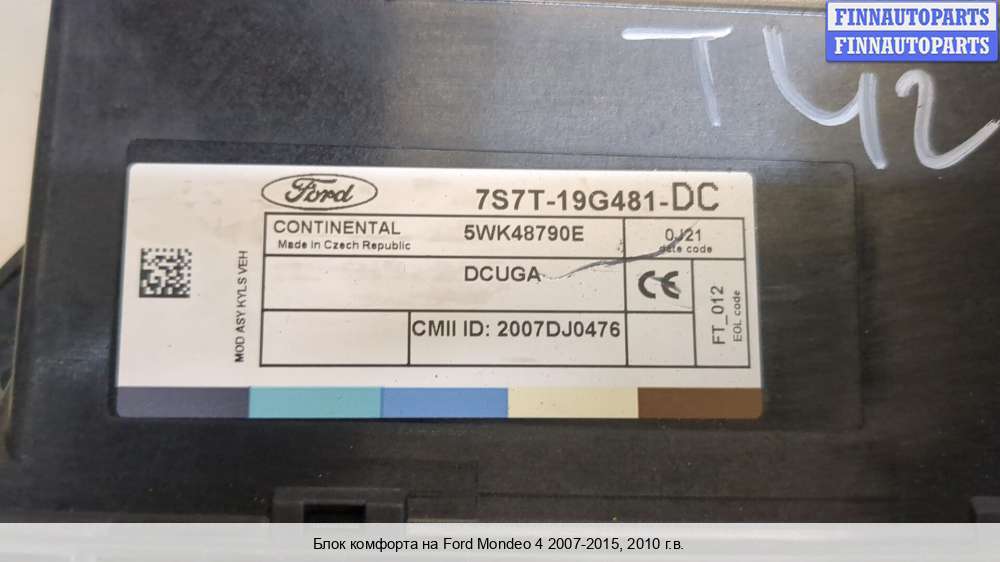 FINNAUTOPARTS
FINNAUTOPARTS
TU2
Ford
7S7T-19G481-DC
CONTINENTAL
Made in Czech Republic
5WK48790E
0J21
date code
DCUGA
CE
CMII ID: 2007DJ0476
FT_012
EOL code
MOD ASY KYLS VEH
Блок комфорта на Ford Mondeo 4 2007-2015, 2010 г.в.